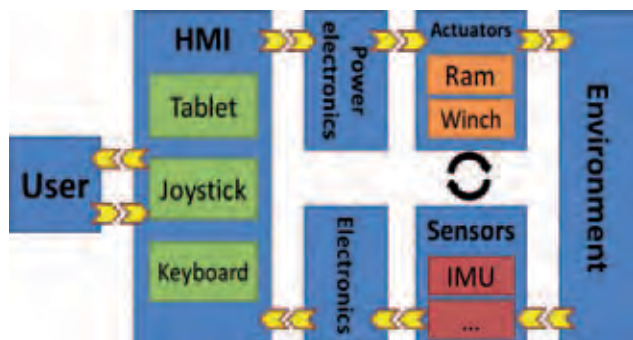 HMI
Tablet
Joystick
Keyboard
User
Power
electronics
Actuators
Ram
Winch
Environment
Electronics
Sensors
IMU
...